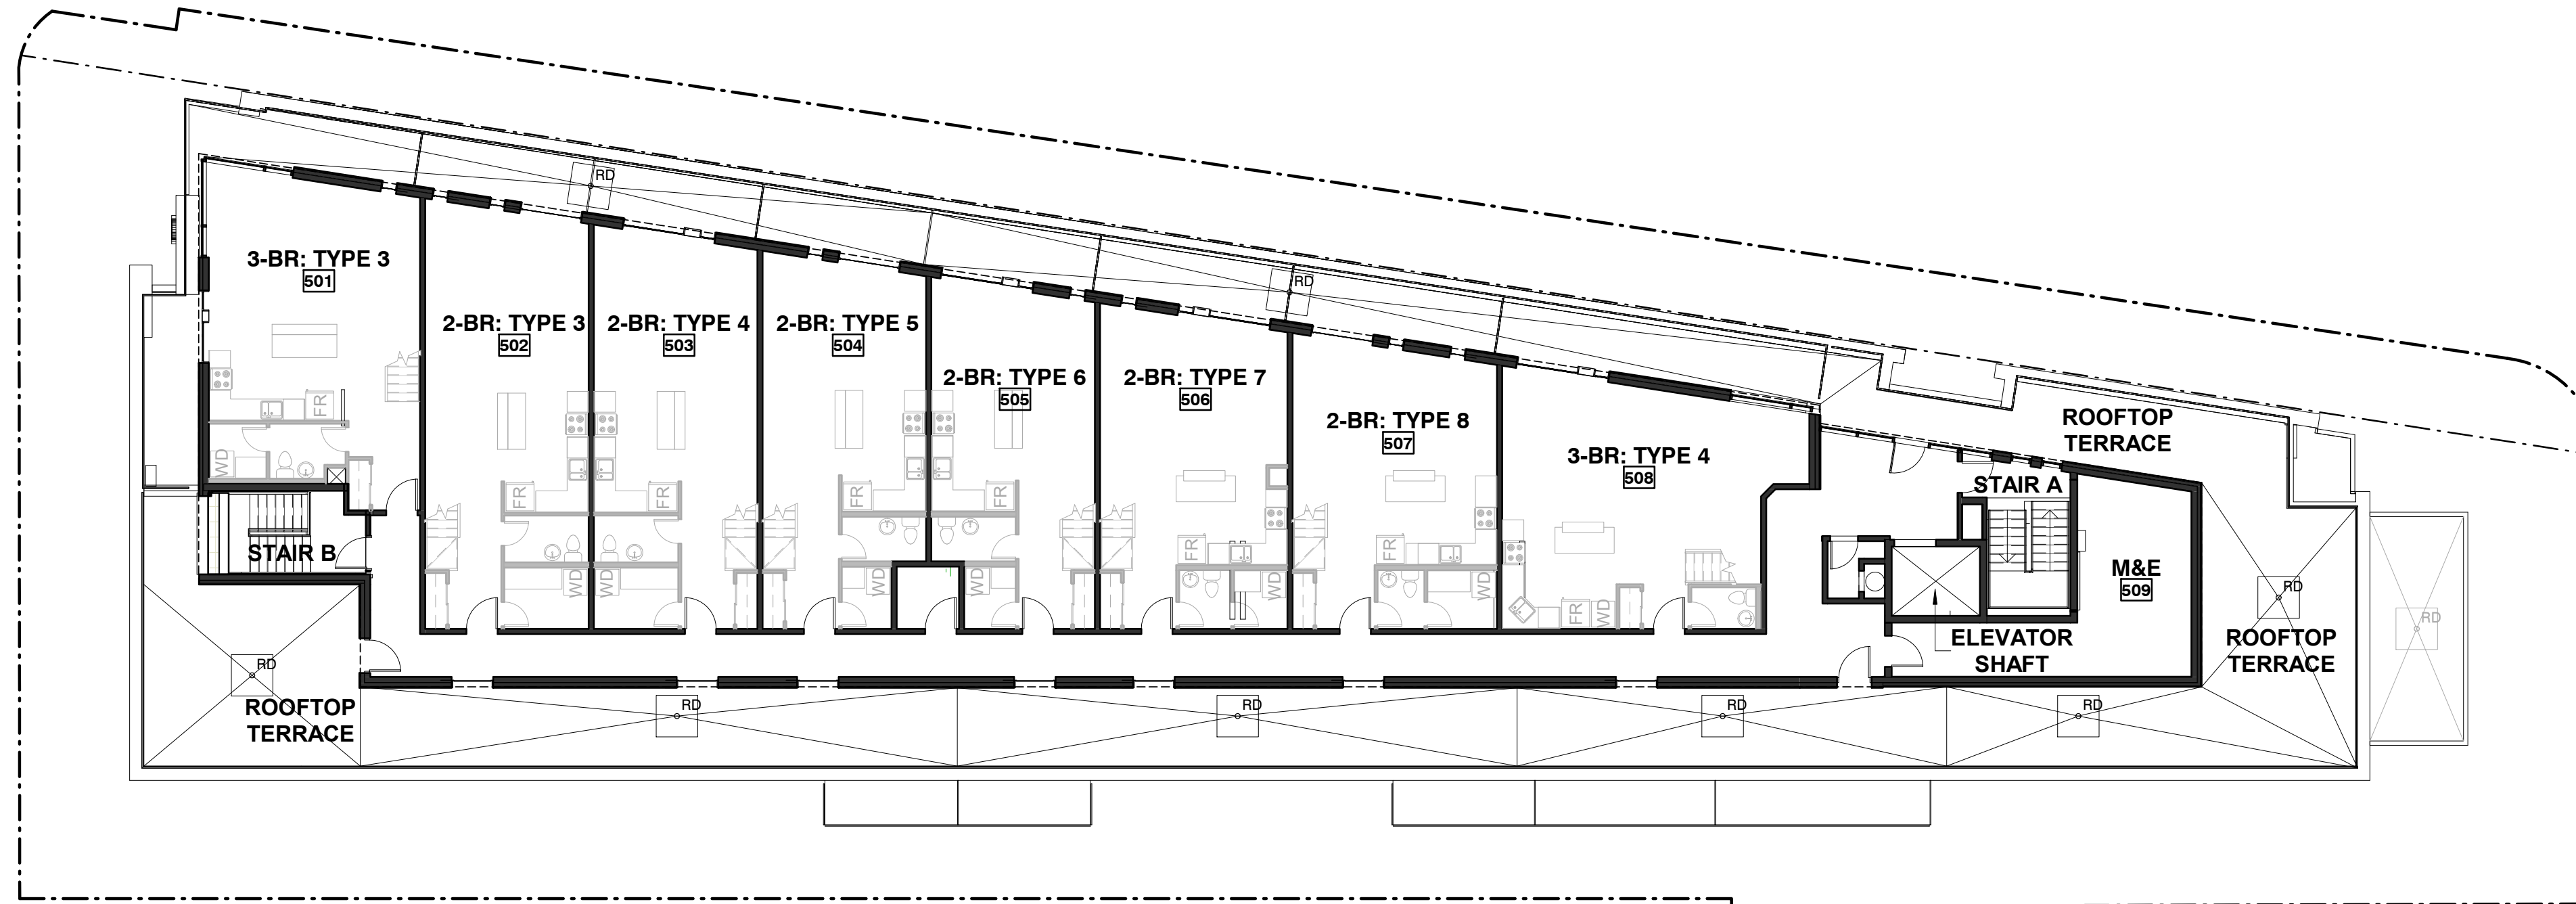 RD
RD
3-BR: TYPE 3
501
2-BR: TYPE 3
502
2-BR: TYPE 4
503
2-BR: TYPE 5
504
2-BR: TYPE 6
505
2-BR: TYPE 7
506
2-BR: TYPE 8
507
3-BR: TYPE 4
508
ROOFTOP
TERRACE
STAIR A
FR
WD
FR
FR
FR
FR
FR
FR
STAIR B
WD
WD
WD
WD
WD
WD
FR
WD
M&E
509
RD
RD
ELEVATOR
SHAFT
ROOFTOP
TERRACE
RD
ROOFTOP
TERRACE
RD
RD
RD
RD